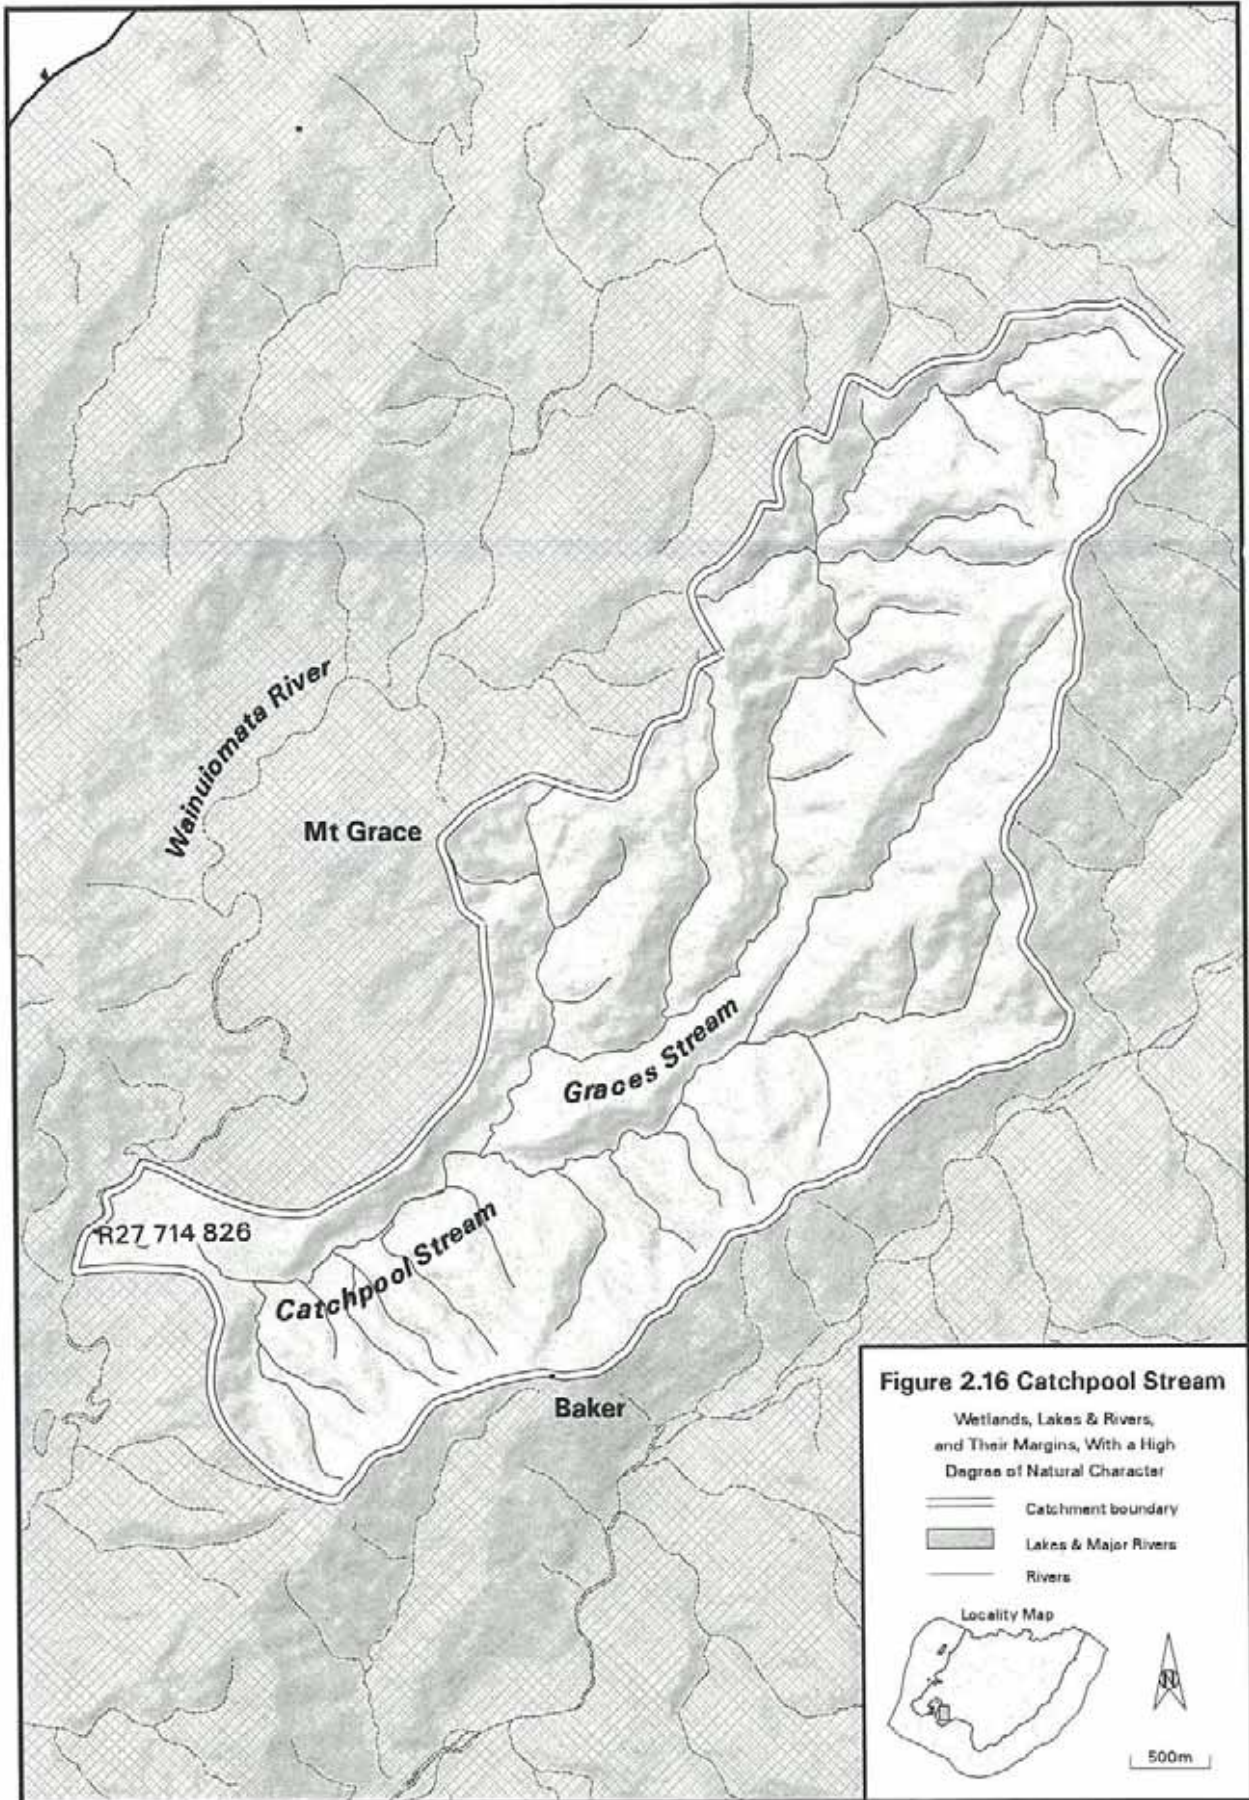 Wainuiomata River
Mt Grace
Graces Stream
R27 714 826
Catchpool Stream
Baker
Figure 2.16 Catchpool Stream
Wetlands, Lakes & Rivers,
and Their Margins, With a High
Degree of Natural Character
Catchment boundary
Lakes & Major Rivers
Rivers
Locality Map
N
500m